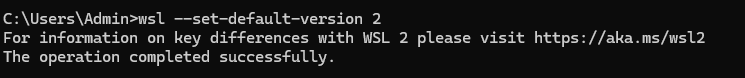 C:\Users\Admin>wsl --set-default-version 2
For information on key differences with WSL 2 please visit https://aka.ms/wsl2
The operation completed successfully.